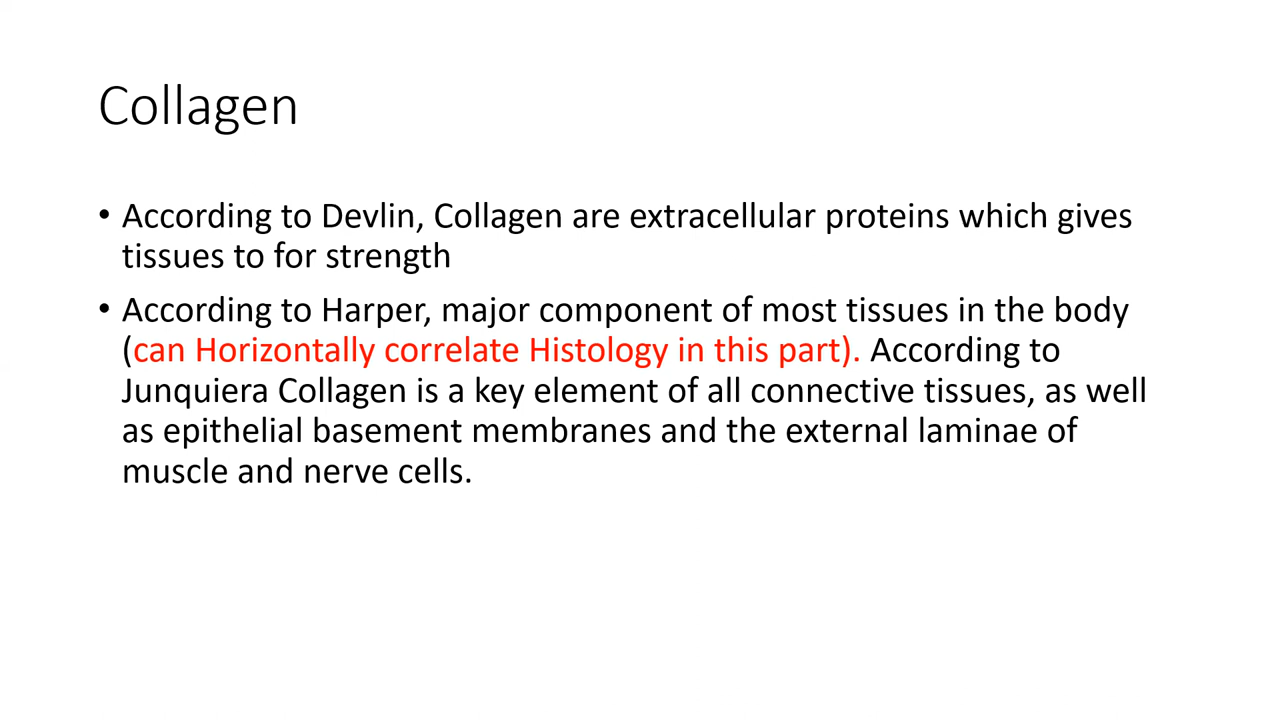 Collagen
• According to Devlin, Collagen are extracellular proteins which gives
tissues to for strength
• According to Harper, major component of most tissues in the body
(can Horizontally correlate Histology in this part). According to
Junquiera Collagen is a key element of all connective tissues, as well
as epithelial basement membranes and the external laminae of
muscle and nerve cells.